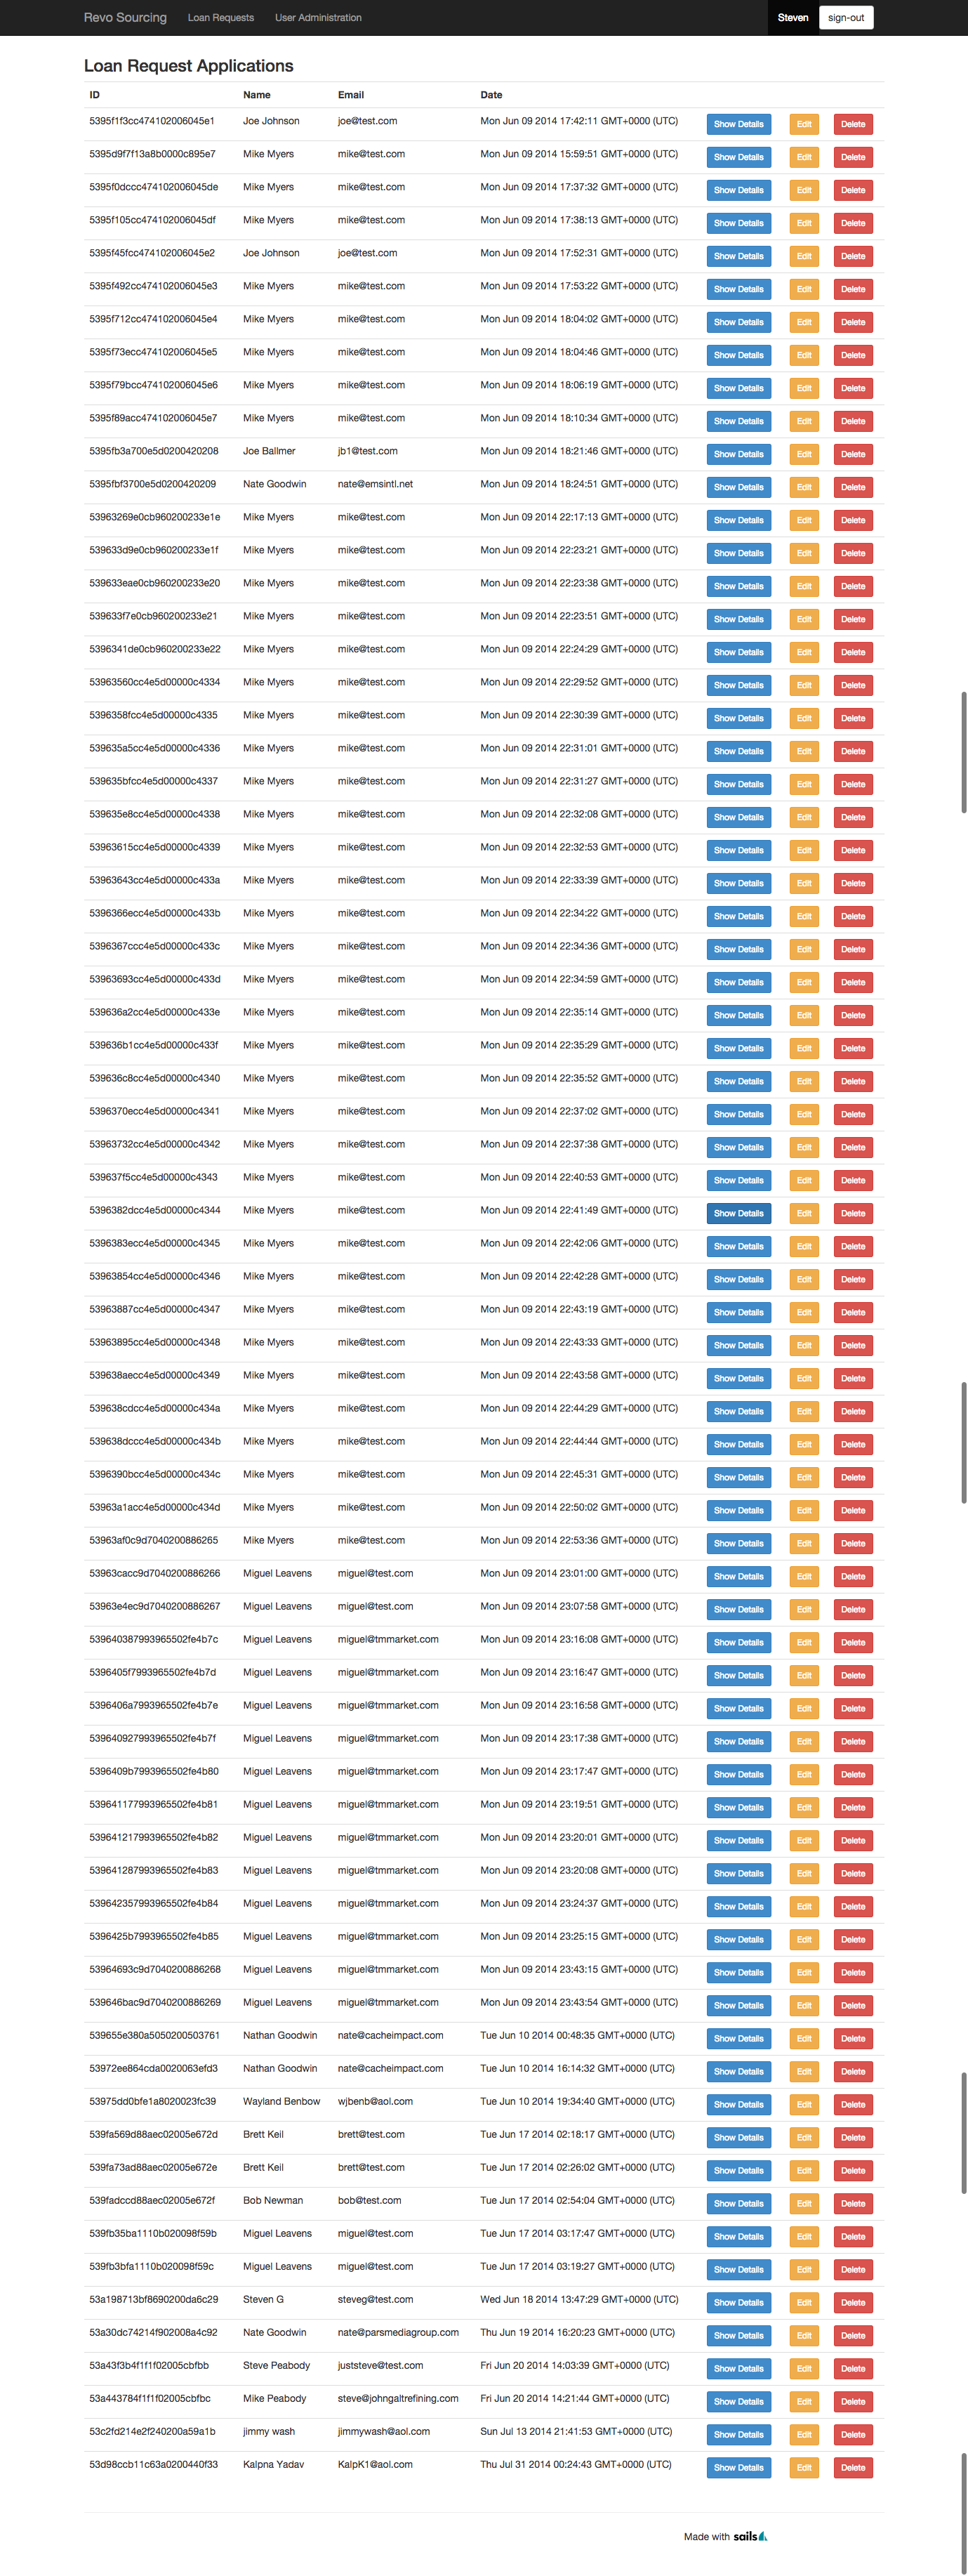 Revo Sourcing Loan Requests User Administration Steven sign-out
Loan Request Applications
ID Name Email Date
5395f1f3cc474102006045e1 Joe Johnson joe@test.com Mon Jun 09 2014 17:42:11 GMT+0000 (UTC) Show Details Edit Delete
5395d9f7f13a8b0000c895e7 Mike Myers mike@test.com Mon Jun 09 2014 15:59:51 GMT+0000 (UTC) Show Details Edit Delete
5395f0dccc474102006045de Mike Myers mike@test.com Mon Jun 09 2014 17:37:32 GMT+0000 (UTC) Show Details Edit Delete
5395f105cc474102006045df Mike Myers mike@test.com Mon Jun 09 2014 17:38:13 GMT+0000 (UTC) Show Details Edit Delete
5395f45fcc474102006045e2 Joe Johnson joe@test.com Mon Jun 09 2014 17:52:31 GMT+0000 (UTC) Show Details Edit Delete
5395f492cc474102006045e3 Mike Myers mike@test.com Mon Jun 09 2014 17:53:22 GMT+0000 (UTC) Show Details Edit Delete
5395f712cc474102006045e4 Mike Myers mike@test.com Mon Jun 09 2014 18:04:02 GMT+0000 (UTC) Show Details Edit Delete
5395f73ecc474102006045e5 Mike Myers mike@test.com Mon Jun 09 2014 18:04:46 GMT+0000 (UTC) Show Details Edit Delete
5395f79bcc474102006045e6 Mike Myers mike@test.com Mon Jun 09 2014 18:06:19 GMT+0000 (UTC) Show Details Edit Delete
5395f89acc474102006045e7 Mike Myers mike@test.com Mon Jun 09 2014 18:10:34 GMT+0000 (UTC) Show Details Edit Delete
5395fb3a700e5d0200420208 Joe Ballmer jb1@test.com Mon Jun 09 2014 18:21:46 GMT+0000 (UTC) Show Details Edit Delete
5395fbf3700e5d0200420209 Nate Goodwin nate@emsintl.net Mon Jun 09 2014 18:24:51 GMT+0000 (UTC) Show Details Edit Delete
53963269e0cb960200233e1e Mike Myers mike@test.com Mon Jun 09 2014 22:17:13 GMT+0000 (UTC) Show Details Edit Delete
539633d9e0cb960200233e1f Mike Myers mike@test.com Mon Jun 09 2014 22:23:21 GMT+0000 (UTC) Show Details Edit Delete
539633eae0cb960200233e20 Mike Myers mike@test.com Mon Jun 09 2014 22:23:38 GMT+0000 (UTC) Show Details Edit Delete
539633f7e0cb960200233e21 Mike Myers mike@test.com Mon Jun 09 2014 22:23:51 GMT+0000 (UTC) Show Details Edit Delete
5396341de0cb960200233e22 Mike Myers mike@test.com Mon Jun 09 2014 22:24:29 GMT+0000 (UTC) Show Details Edit Delete
53963560cc4e5d00000c4334 Mike Myers mike@test.com Mon Jun 09 2014 22:29:52 GMT+0000 (UTC) Show Details Edit Delete
5396358fcc4e5d00000c4335 Mike Myers mike@test.com Mon Jun 09 2014 22:30:39 GMT+0000 (UTC) Show Details Edit Delete
539635a5cc4e5d00000c4336 Mike Myers mike@test.com Mon Jun 09 2014 22:31:01 GMT+0000 (UTC) Show Details Edit Delete
539635bfcc4e5d00000c4337 Mike Myers mike@test.com Mon Jun 09 2014 22:31:27 GMT+0000 (UTC) Show Details Edit Delete
539635e8cc4e5d00000c4338 Mike Myers mike@test.com Mon Jun 09 2014 22:32:08 GMT+0000 (UTC) Show Details Edit Delete
53963615cc4e5d00000c4339 Mike Myers mike@test.com Mon Jun 09 2014 22:32:53 GMT+0000 (UTC) Show Details Edit Delete
53963643cc4e5d00000c433a Mike Myers mike@test.com Mon Jun 09 2014 22:33:39 GMT+0000 (UTC) Show Details Edit Delete
5396366ecc4e5d00000c433b Mike Myers mike@test.com Mon Jun 09 2014 22:34:22 GMT+0000 (UTC) Show Details Edit Delete
5396367ccc4e5d00000c433c Mike Myers mike@test.com Mon Jun 09 2014 22:34:36 GMT+0000 (UTC) Show Details Edit Delete
53963693cc4e5d00000c433d Mike Myers mike@test.com Mon Jun 09 2014 22:34:59 GMT+0000 (UTC) Show Details Edit Delete
539636a2cc4e5d00000c433e Mike Myers mike@test.com Mon Jun 09 2014 22:35:14 GMT+0000 (UTC) Show Details Edit Delete
539636b1cc4e5d00000c433f Mike Myers mike@test.com Mon Jun 09 2014 22:35:29 GMT+0000 (UTC) Show Details Edit Delete
539636c8cc4e5d00000c4340 Mike Myers mike@test.com Mon Jun 09 2014 22:35:52 GMT+0000 (UTC) Show Details Edit Delete
5396370ecc4e5d00000c4341 Mike Myers mike@test.com Mon Jun 09 2014 22:37:02 GMT+0000 (UTC) Show Details Edit Delete
53963732cc4e5d00000c4342 Mike Myers mike@test.com Mon Jun 09 2014 22:37:38 GMT+0000 (UTC) Show Details Edit Delete
539637f5cc4e5d00000c4343 Mike Myers mike@test.com Mon Jun 09 2014 22:40:53 GMT+0000 (UTC) Show Details Edit Delete
5396382dcc4e5d00000c4344 Mike Myers mike@test.com Mon Jun 09 2014 22:41:49 GMT+0000 (UTC) Show Details Edit Delete
5396383ecc4e5d00000c4345 Mike Myers mike@test.com Mon Jun 09 2014 22:42:06 GMT+0000 (UTC) Show Details Edit Delete
53963854cc4e5d00000c4346 Mike Myers mike@test.com Mon Jun 09 2014 22:42:28 GMT+0000 (UTC) Show Details Edit Delete
53963887cc4e5d00000c4347 Mike Myers mike@test.com Mon Jun 09 2014 22:43:19 GMT+0000 (UTC) Show Details Edit Delete
53963895cc4e5d00000c4348 Mike Myers mike@test.com Mon Jun 09 2014 22:43:33 GMT+0000 (UTC) Show Details Edit Delete
539638aecc4e5d00000c4349 Mike Myers mike@test.com Mon Jun 09 2014 22:43:58 GMT+0000 (UTC) Show Details Edit Delete
539638cdcc4e5d00000c434a Mike Myers mike@test.com Mon Jun 09 2014 22:44:29 GMT+0000 (UTC) Show Details Edit Delete
539638dccc4e5d00000c434b Mike Myers mike@test.com Mon Jun 09 2014 22:44:44 GMT+0000 (UTC) Show Details Edit Delete
5396390bcc4e5d00000c434c Mike Myers mike@test.com Mon Jun 09 2014 22:45:31 GMT+0000 (UTC) Show Details Edit Delete
53963a1acc4e5d00000c434d Mike Myers mike@test.com Mon Jun 09 2014 22:50:02 GMT+0000 (UTC) Show Details Edit Delete
53963af0c9d7040200886265 Mike Myers mike@test.com Mon Jun 09 2014 22:53:36 GMT+0000 (UTC) Show Details Edit Delete
53963cacc9d7040200886266 Miguel Leavens miguel@test.com Mon Jun 09 2014 23:01:00 GMT+0000 (UTC) Show Details Edit Delete
53963e4ec9d7040200886267 Miguel Leavens miguel@test.com Mon Jun 09 2014 23:07:58 GMT+0000 (UTC) Show Details Edit Delete
539640387993965502fe4b7c Miguel Leavens miguel@tmmarket.com Mon Jun 09 2014 23:16:08 GMT+0000 (UTC) Show Details Edit Delete
5396405f7993965502fe4b7d Miguel Leavens miguel@tmmarket.com Mon Jun 09 2014 23:16:47 GMT+0000 (UTC) Show Details Edit Delete
5396406a7993965502fe4b7e Miguel Leavens miguel@tmmarket.com Mon Jun 09 2014 23:16:58 GMT+0000 (UTC) Show Details Edit Delete
539640927993965502fe4b7f Miguel Leavens miguel@tmmarket.com Mon Jun 09 2014 23:17:38 GMT+0000 (UTC) Show Details Edit Delete
5396409b7993965502fe4b80 Miguel Leavens miguel@tmmarket.com Mon Jun 09 2014 23:17:47 GMT+0000 (UTC) Show Details Edit Delete
539641177993965502fe4b81 Miguel Leavens miguel@tmmarket.com Mon Jun 09 2014 23:19:51 GMT+0000 (UTC) Show Details Edit Delete
539641217993965502fe4b82 Miguel Leavens miguel@tmmarket.com Mon Jun 09 2014 23:20:01 GMT+0000 (UTC) Show Details Edit Delete
539641287993965502fe4b83 Miguel Leavens miguel@tmmarket.com Mon Jun 09 2014 23:20:08 GMT+0000 (UTC) Show Details Edit Delete
539642357993965502fe4b84 Miguel Leavens miguel@tmmarket.com Mon Jun 09 2014 23:24:37 GMT+0000 (UTC) Show Details Edit Delete
5396425b7993965502fe4b85 Miguel Leavens miguel@tmmarket.com Mon Jun 09 2014 23:25:15 GMT+0000 (UTC) Show Details Edit Delete
53964693c9d7040200886268 Miguel Leavens miguel@tmmarket.com Mon Jun 09 2014 23:43:15 GMT+0000 (UTC) Show Details Edit Delete
539646bac9d7040200886269 Miguel Leavens miguel@tmmarket.com Mon Jun 09 2014 23:43:54 GMT+0000 (UTC) Show Details Edit Delete
539655e380a5050200503761 Nathan Goodwin nate@cacheimpact.com Tue Jun 10 2014 00:48:35 GMT+0000 (UTC) Show Details Edit Delete
53972ee864cda0020063efd3 Nathan Goodwin nate@cacheimpact.com Tue Jun 10 2014 16:14:32 GMT+0000 (UTC) Show Details Edit Delete
53975dd0bfe1a8020023fc39 Wayland Benbow wjbenb@aol.com Tue Jun 10 2014 19:34:40 GMT+0000 (UTC) Show Details Edit Delete
539fa569d88aec02005e672d Brett Keil brett@test.com Tue Jun 17 2014 02:18:17 GMT+0000 (UTC) Show Details Edit Delete
539fa73ad88aec02005e672e Brett Keil brett@test.com Tue Jun 17 2014 02:26:02 GMT+0000 (UTC) Show Details Edit Delete
539fadccd88aec02005e672f Bob Newman bob@test.com Tue Jun 17 2014 02:54:04 GMT+0000 (UTC) Show Details Edit Delete
539fb35ba1110b020098f59b Miguel Leavens miguel@test.com Tue Jun 17 2014 03:17:47 GMT+0000 (UTC) Show Details Edit Delete
539fb3bfa1110b020098f59c Miguel Leavens miguel@test.com Tue Jun 17 2014 03:19:27 GMT+0000 (UTC) Show Details Edit Delete
53a198713bf8690200da6c29 Steven G steveg@test.com Wed Jun 18 2014 13:47:29 GMT+0000 (UTC) Show Details Edit Delete
53a30dc74214f902008a4c92 Nate Goodwin nate@parsmediagroup.com Thu Jun 19 2014 16:20:23 GMT+0000 (UTC) Show Details Edit Delete
53a43f3b4f1f1f02005cbfbb Steve Peabody juststeve@test.com Fri Jun 20 2014 14:03:39 GMT+0000 (UTC) Show Details Edit Delete
53a443784f1f1f02005cbfbc Mike Peabody steve@johngaltrefining.com Fri Jun 20 2014 14:21:44 GMT+0000 (UTC) Show Details Edit Delete
53c2fd214e2f240200a59a1b jimmy wash jimmywash@aol.com Sun Jul 13 2014 21:41:53 GMT+0000 (UTC) Show Details Edit Delete
53d98ccb11c63a0200440f33 Kalpna Yadav KalpK1@aol.com Thu Jul 31 2014 00:24:43 GMT+0000 (UTC) Show Details Edit Delete
Made with sails